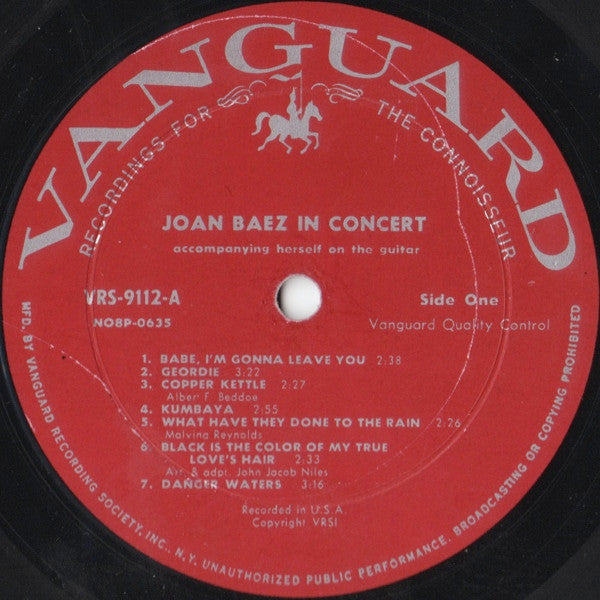 VANGUARD
RECORDINGS FOR THE CONNOISSEUR
JOAN BAEZ IN CONCERT
accompanying herself on the guitar
VRS-9112-A
Side One
NO8P-0635
Vanguard Quality Control
1. BABE, I'M GONNA LEAVE YOU 2:38
2. GEORDIE 3:22
3. COPPER KETTLE 2:27
Albert F. Beddoe
4. KUMBAYA 2:55
5. WHAT HAVE THEY DONE TO THE RAIN 2:26
Malvina Reynolds
6. BLACK IS THE COLOR OF MY TRUE
LOVE'S HAIR 2:33
Arr. & adpt. John Jacob Niles
7. DANGER WATERS 3:16
Recorded in U.S.A.
Copyright VRSI
MFD. BY VANGUARD RECORDING SOCIETY, INC., N.Y. UNAUTHORIZED PUBLIC PERFORMANCE, BROADCASTING OR COPYING PROHIBITED